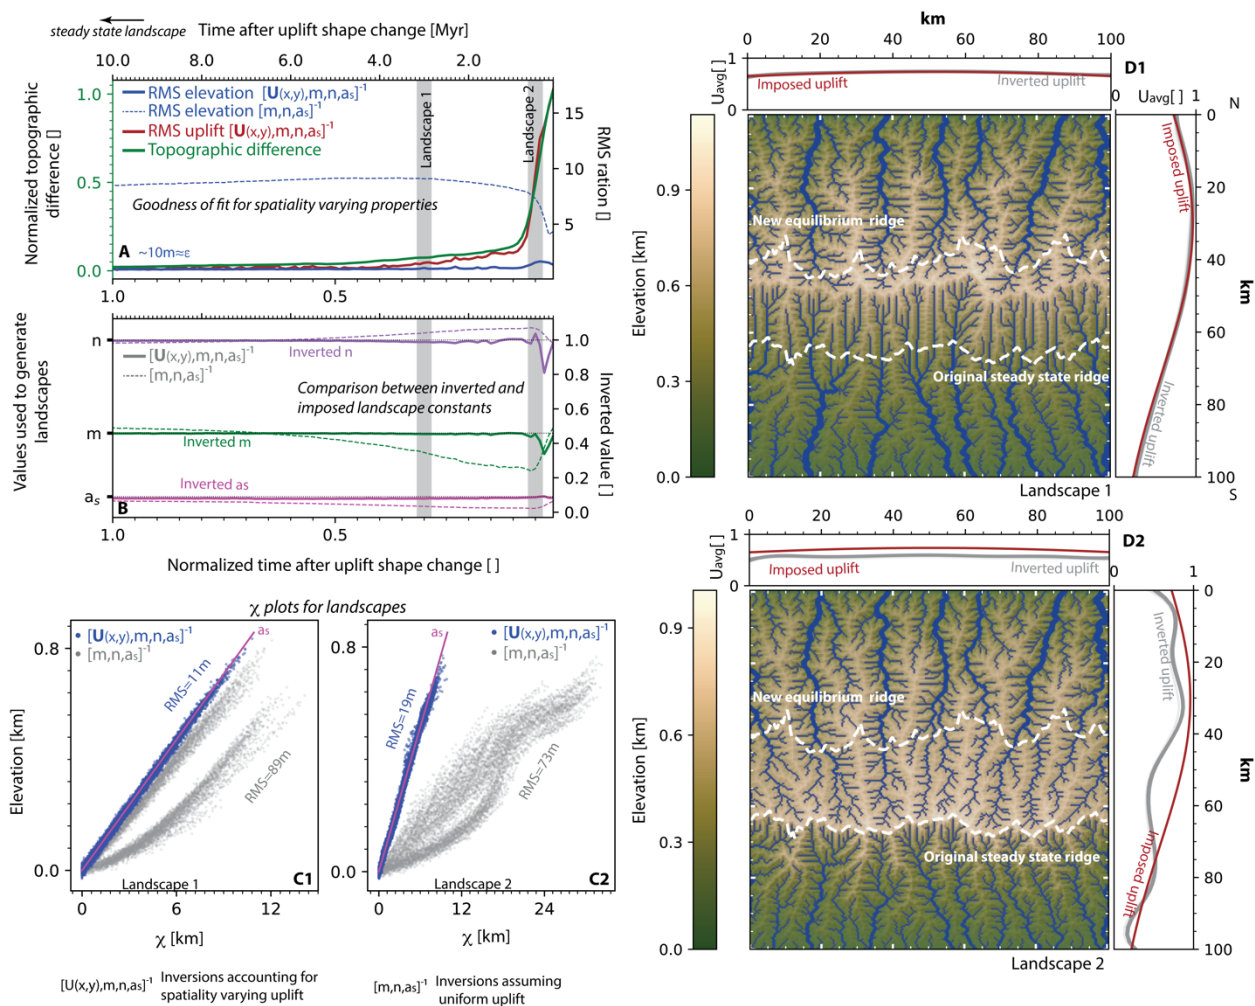 steady state landscape
Time after uplift shape change [Myr]
10.0 8.0 6.0 4.0 2.0
Normalized topographic
difference []
1.0
0.5
0.0
RMS elevation [U(x,y),m,n,aₛ]⁻¹
RMS elevation [m,n,aₛ]⁻¹
RMS uplift [U(x,y),m,n,aₛ]⁻¹
Topographic difference
Landscape 1
Landscape 2
Goodness of fit for spatiality varying properties
A
~10m≈ε
15
10
5
RMS ration []
1.0 0.5
Values used to generate
landscapes
n
m
aₛ
[U(x,y),m,n,aₛ]⁻¹
[m,n,aₛ]⁻¹
Inverted n
Comparison between inverted and
imposed landscape constants
Inverted m
Inverted as
B
1.0
0.8
0.6
0.4
0.2
0.0
Inverted value []
1.0 0.5
Normalized time after uplift shape change [ ]
χ plots for landscapes
Elevation [km]
0.8
0.0
[U(x,y),m,n,aₛ]⁻¹
[m,n,aₛ]⁻¹
as
RMS=11m
RMS=89m
Landscape 1
C1
0 6 12
χ [km]
0.8
0.0
as
[U(x,y),m,n,aₛ]⁻¹
[m,n,aₛ]⁻¹
RMS=19m
RMS=73m
Landscape 2
C2
0 12 24
χ [km]
[U(x,y),m,n,aₛ]⁻¹ Inversions accounting for
spatiality varying uplift
[m,n,aₛ]⁻¹ Inversions assuming
uniform uplift
km
0 20 40 60 80 100
Uavg[ ]
1
0
Imposed uplift
Inverted uplift
D1
0 Uavg[ ] 1
N
Elevation [km]
0.9
0.6
0.3
0.0
New equilibrium ridge
Original steady state ridge
Imposed uplift
Inverted uplift
0
20
40
60
80
100
km
S
Landscape 1
0 20 40 60 80 100
Uavg[ ]
1
0
Imposed uplift
Inverted uplift
D2
0 1
Elevation [km]
0.9
0.6
0.3
0.0
New equilibrium ridge
Original steady state ridge
Inverted uplift
Imposed uplift
0
20
40
60
80
100
km
Landscape 2